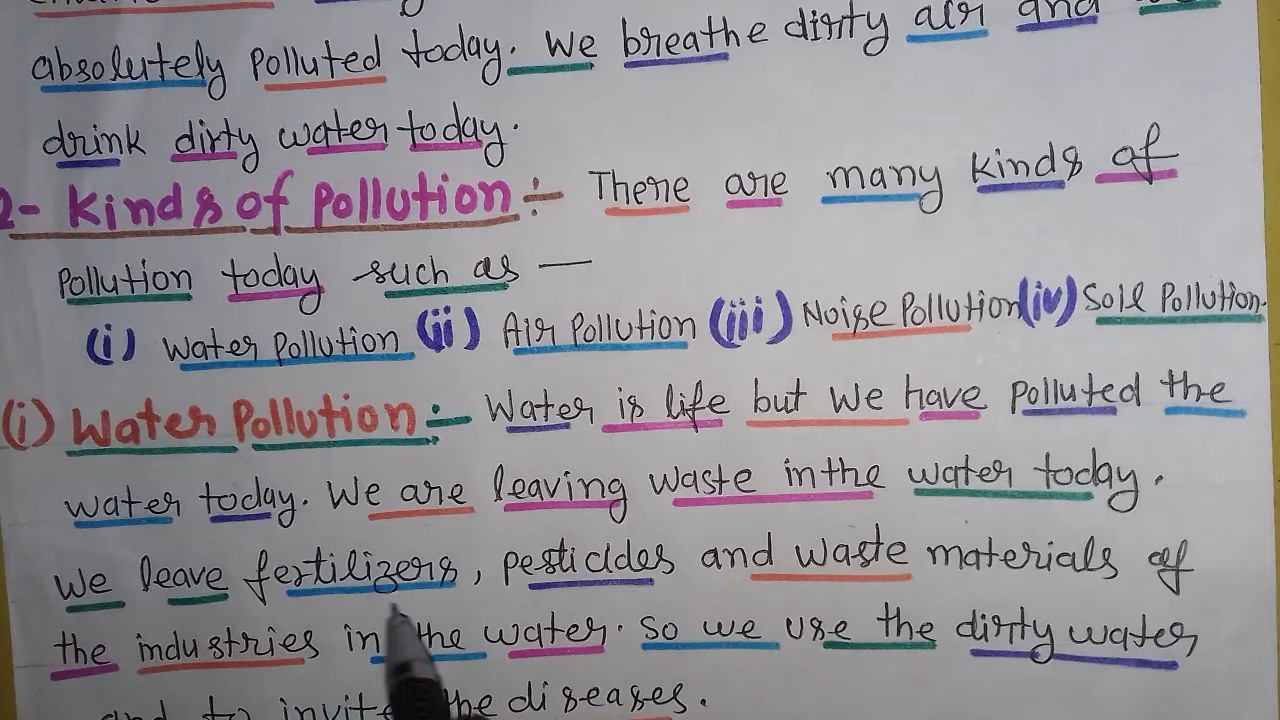 absolutely polluted today. We breathe dirty air and
drink dirty water today.
2- Kinds of Pollution:- There are many kinds of
Pollution today such as —
(i) Water Pollution (ii) Air Pollution (iii) Noise Pollution (iv) Soil Pollution.
(i) Water Pollution:- Water is life but we have polluted the
water today. We are leaving waste in the water today.
We leave fertilizers, pesticides and waste materials of
the industries in the water. So we use the dirty water
and to invite the diseases.